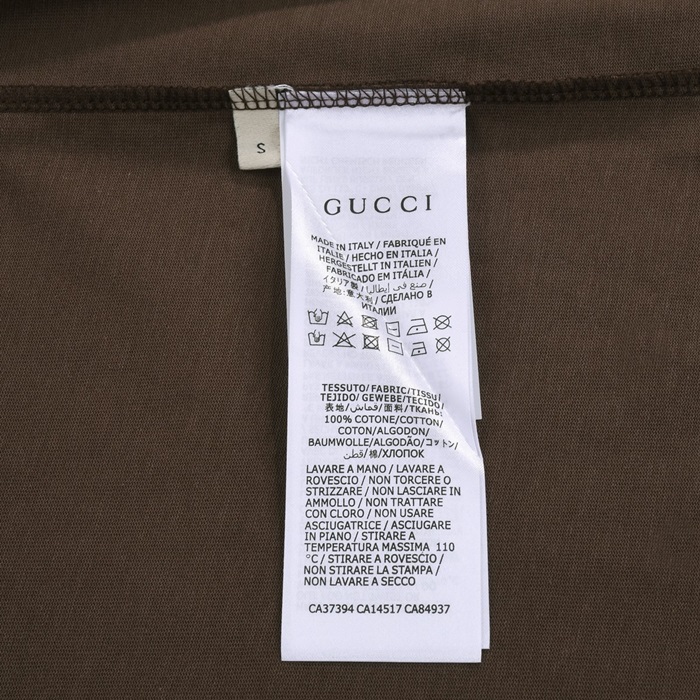 S
GUCCI
MADE IN ITALY / FABRIQUÉ EN
ITALIE / HECHO EN ITALIA /
HERGESTELLT IN ITALIEN /
FABRICADO EM ITÁLIA /
イタリア製 / صنع في إيطاليا /
产地:意大利 / СДЕЛАНО В
ИТАЛИИ
TESSUTO/FABRIC/TISSU/
TEJIDO/ GEWEBE/TECIDO/
表地/قماش/面料/ТКАНЬ
100% COTONE/COTTON/
COTON/ALGODON/
BAUMWOLLE/ALGODÃO/コットン/
قطن/棉/ХЛОПОК
LAVARE A MANO / LAVARE A
ROVESCIO / NON TORCERE O
STRIZZARE / NON LASCIARE IN
AMMOLLO / NON TRATTARE
CON CLORO / NON USARE
ASCIUGATRICE / ASCIUGARE
IN PIANO / STIRARE A
TEMPERATURA MASSIMA 110
°C / STIRARE A ROVESCIO /
NON STIRARE LA STAMPA /
NON LAVARE A SECCO
CA37394 CA14517 CA84937